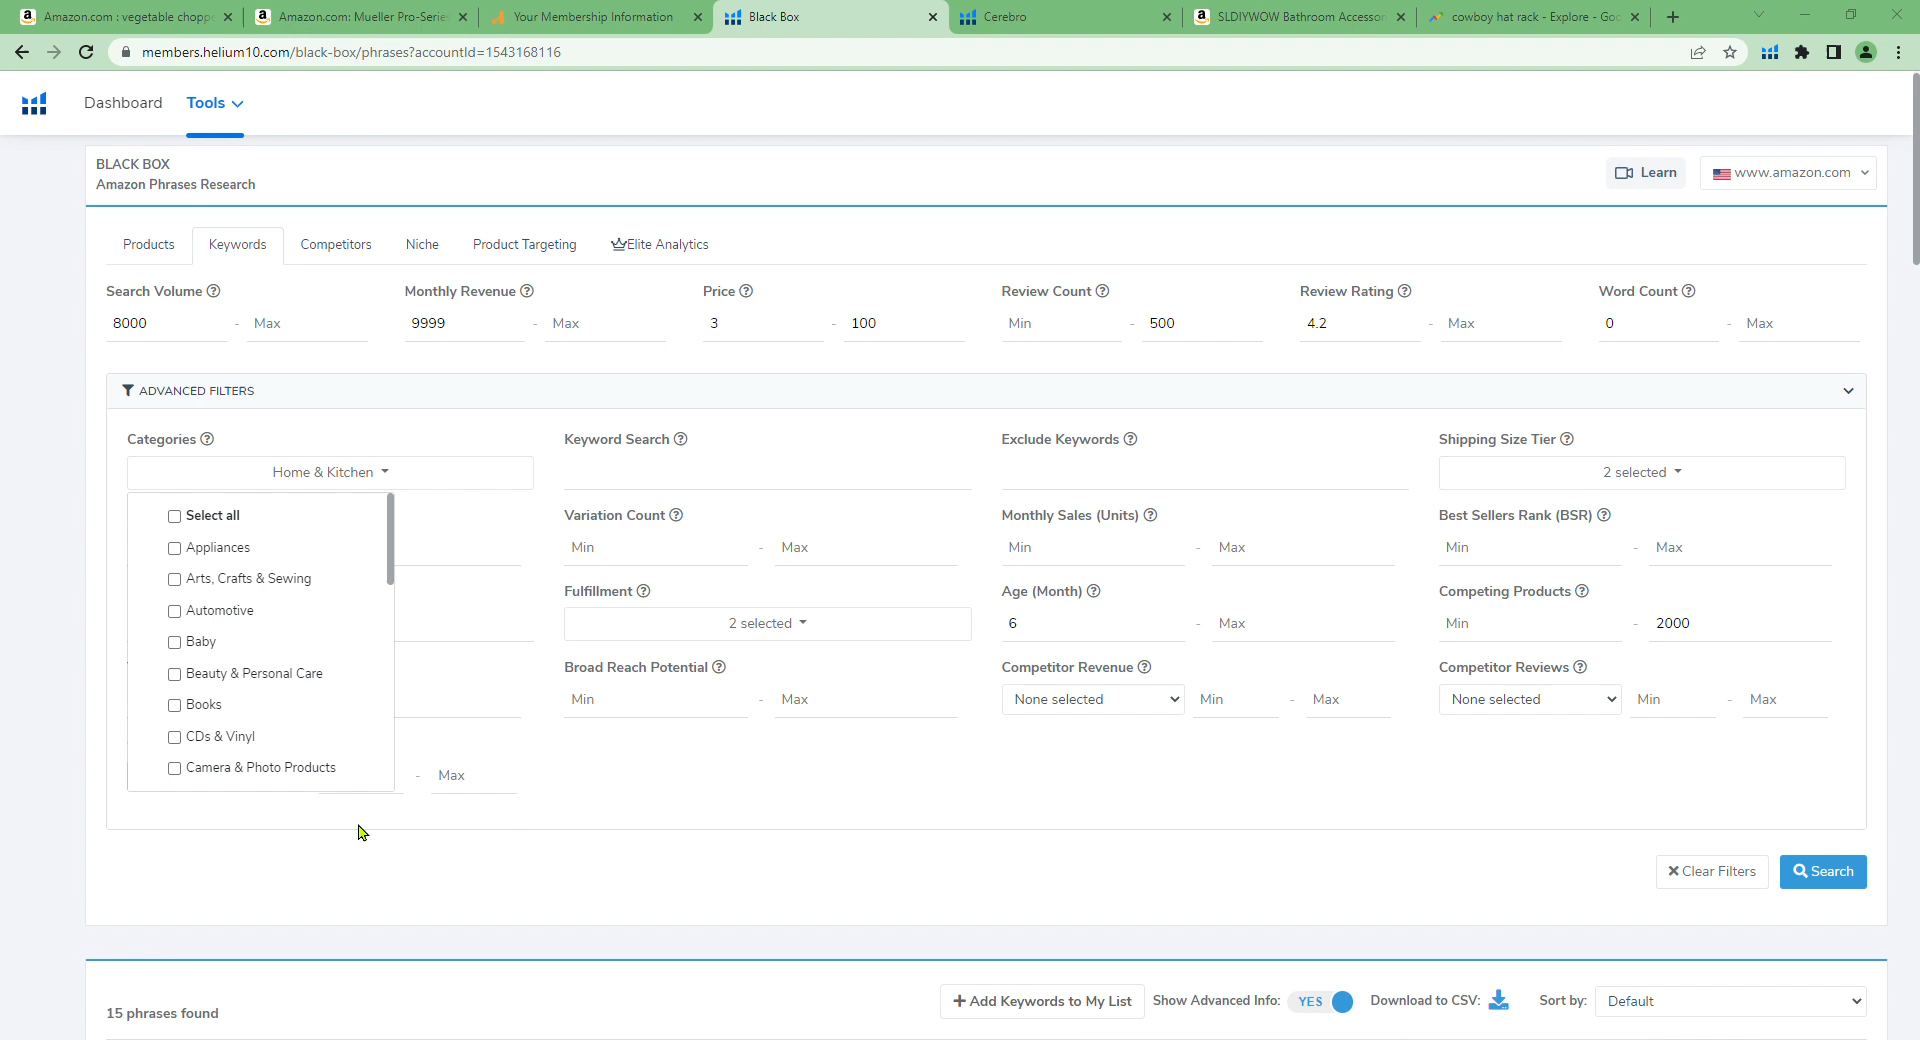 Amazon.com : vegetable chopp
Amazon.com: Mueller Pro-Serie
Your Membership Information
Black Box
Cerebro
SLDIYWOW Bathroom Accessor
cowboy hat rack - Explore - Goo
members.helium10.com/black-box/phrases?accountId=1543168116
Dashboard
Tools
BLACK BOX
Amazon Phrases Research
Learn
www.amazon.com
Products
Keywords
Competitors
Niche
Product Targeting
Elite Analytics
Search Volume
Monthly Revenue
Price
Review Count
Review Rating
Word Count
8000 - Max
9999 - Max
3 - 100
Min - 500
4.2 - Max
0 - Max
ADVANCED FILTERS
Categories
Keyword Search
Exclude Keywords
Shipping Size Tier
Home & Kitchen
2 selected
Select all
Appliances
Arts, Crafts & Sewing
Automotive
Baby
Beauty & Personal Care
Books
CDs & Vinyl
Camera & Photo Products
Variation Count
Monthly Sales (Units)
Best Sellers Rank (BSR)
Min - Max
Min - Max
Min - Max
Fulfillment
Age (Month)
Competing Products
2 selected
6 - Max
Min - 2000
Broad Reach Potential
Competitor Revenue
Competitor Reviews
Min - Max
None selected
Min - Max
None selected
Min - Max
- Max
Clear Filters
Search
15 phrases found
+ Add Keywords to My List
Show Advanced Info:
YES
Download to CSV:
Sort by:
Default